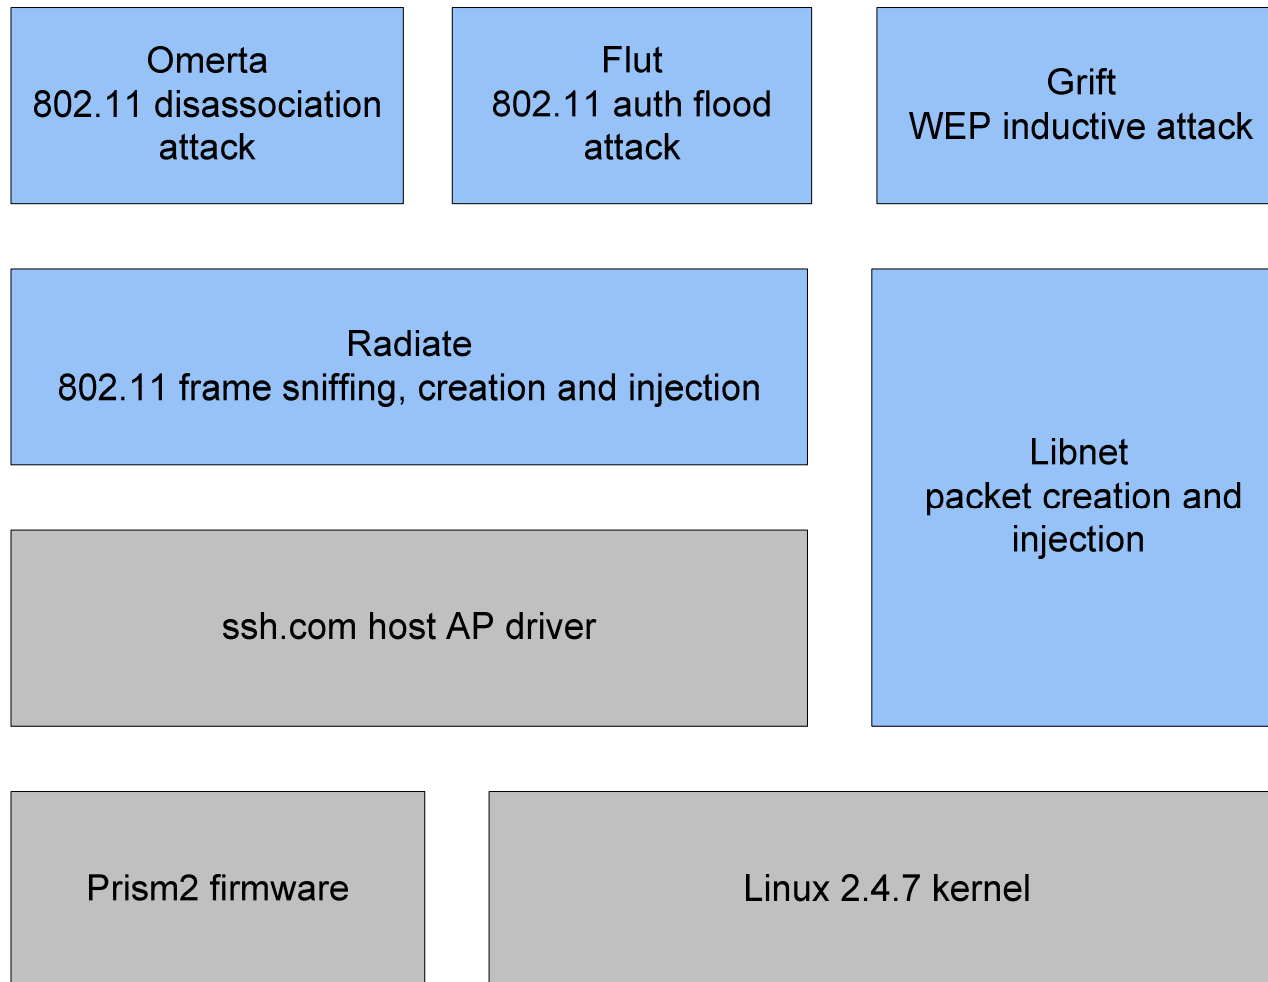 Omerta
802.11 disassociation
attack
Flut
802.11 auth flood
attack
Grift
WEP inductive attack
Radiate
802.11 frame sniffing, creation and injection
Libnet
packet creation and
injection
ssh.com host AP driver
Prism2 firmware
Linux 2.4.7 kernel